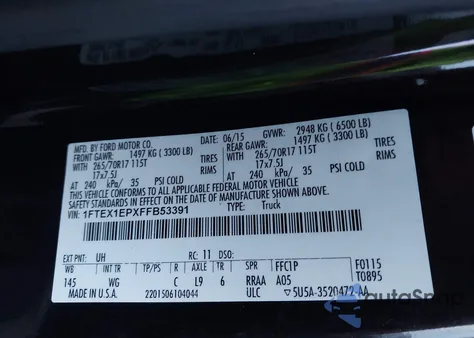 MFG. BY FORD MOTOR CO.
06/15 GVWR: 2948 KG (6500 LB)
FRONT GAWR: 1497 KG (3300 LB) REAR GAWR: 1497 KG (3300 LB)
265/70R17 115T TIRES 265/70R17 115T TIRES
17x7.5J RIMS 17x7.5J RIMS
AT 240 kPa/ 35 PSI COLD AT 240 kPa/ 35 PSI COLD
THIS VEHICLE CONFORMS TO ALL APPLICABLE FEDERAL MOTOR VEHICLE
SAFETY STANDARDS IN EFFECT ON THE DATE OF MANUFACTURE SHOWN ABOVE.
VIN: 1FTEX1EPXFFB53391
TYPE: Truck
EXT PNT: UH RC: 11 DSO:
WB INT TR TP/PS R AXLE TR SPR FFC1P F0115
145 WG C L9 6 RRAA A05 T0895
MADE IN U.S.A. 2201506104044 ULC 5U5A-3520472-AA